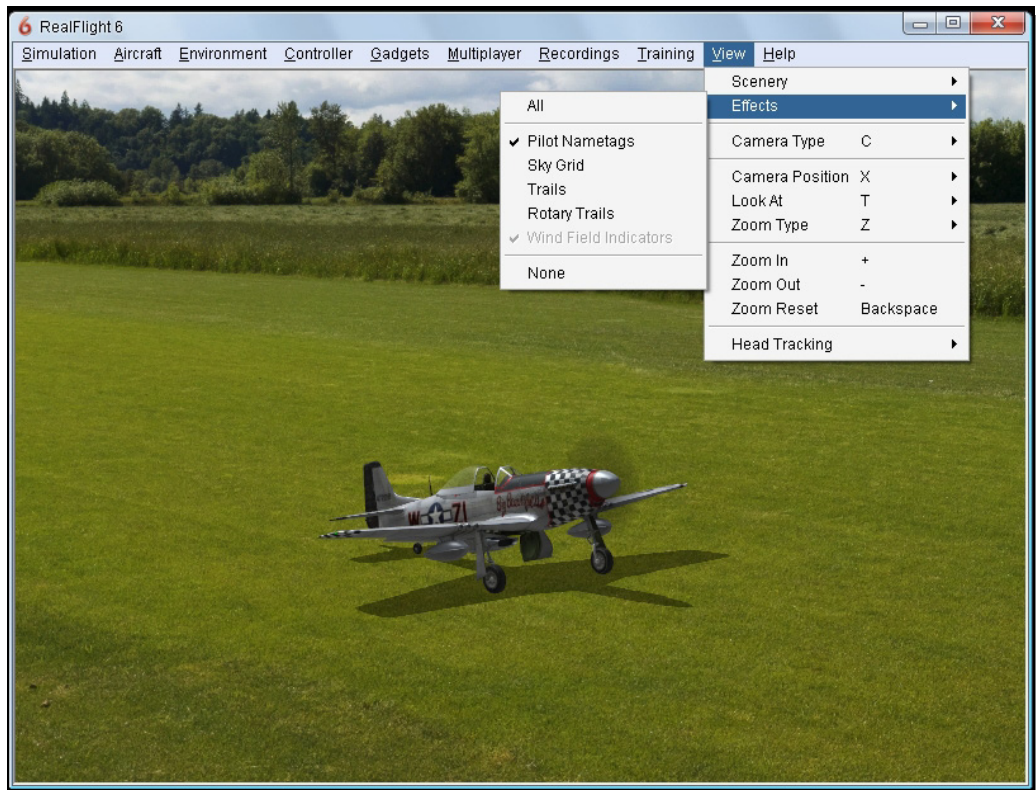 6 RealFlight 6
Simulation Aircraft Environment Controller Gadgets Multiplayer Recordings Training View Help
Scenery
Effects
Camera Type C
Camera Position X
Look At T
Zoom Type Z
Zoom In +
Zoom Out -
Zoom Reset Backspace
Head Tracking
All
Pilot Nametags
Sky Grid
Trails
Rotary Trails
Wind Field Indicators
None
W Z1